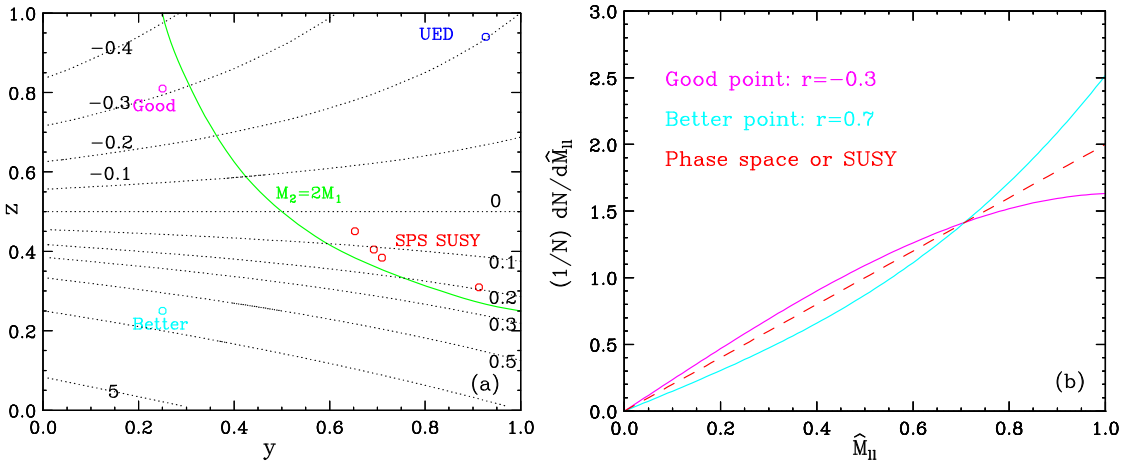 1.0
0.8
0.6
0.4
0.2
0.0
z
0.0
0.2
0.4
0.6
0.8
1.0
y
UED
−0.4
−0.3
Good
−0.2
−0.1
M₂=2M₁
0
SPS SUSY
0.1
0.2
0.3
Better
0.5
5
(a)
3.0
2.5
2.0
1.5
1.0
0.5
0.0
(1/N) dN/dM̂ll
Good point: r=−0.3
Better point: r=0.7
Phase space or SUSY
(b)
0.0
0.2
0.4
0.6
0.8
1.0
M̂ll